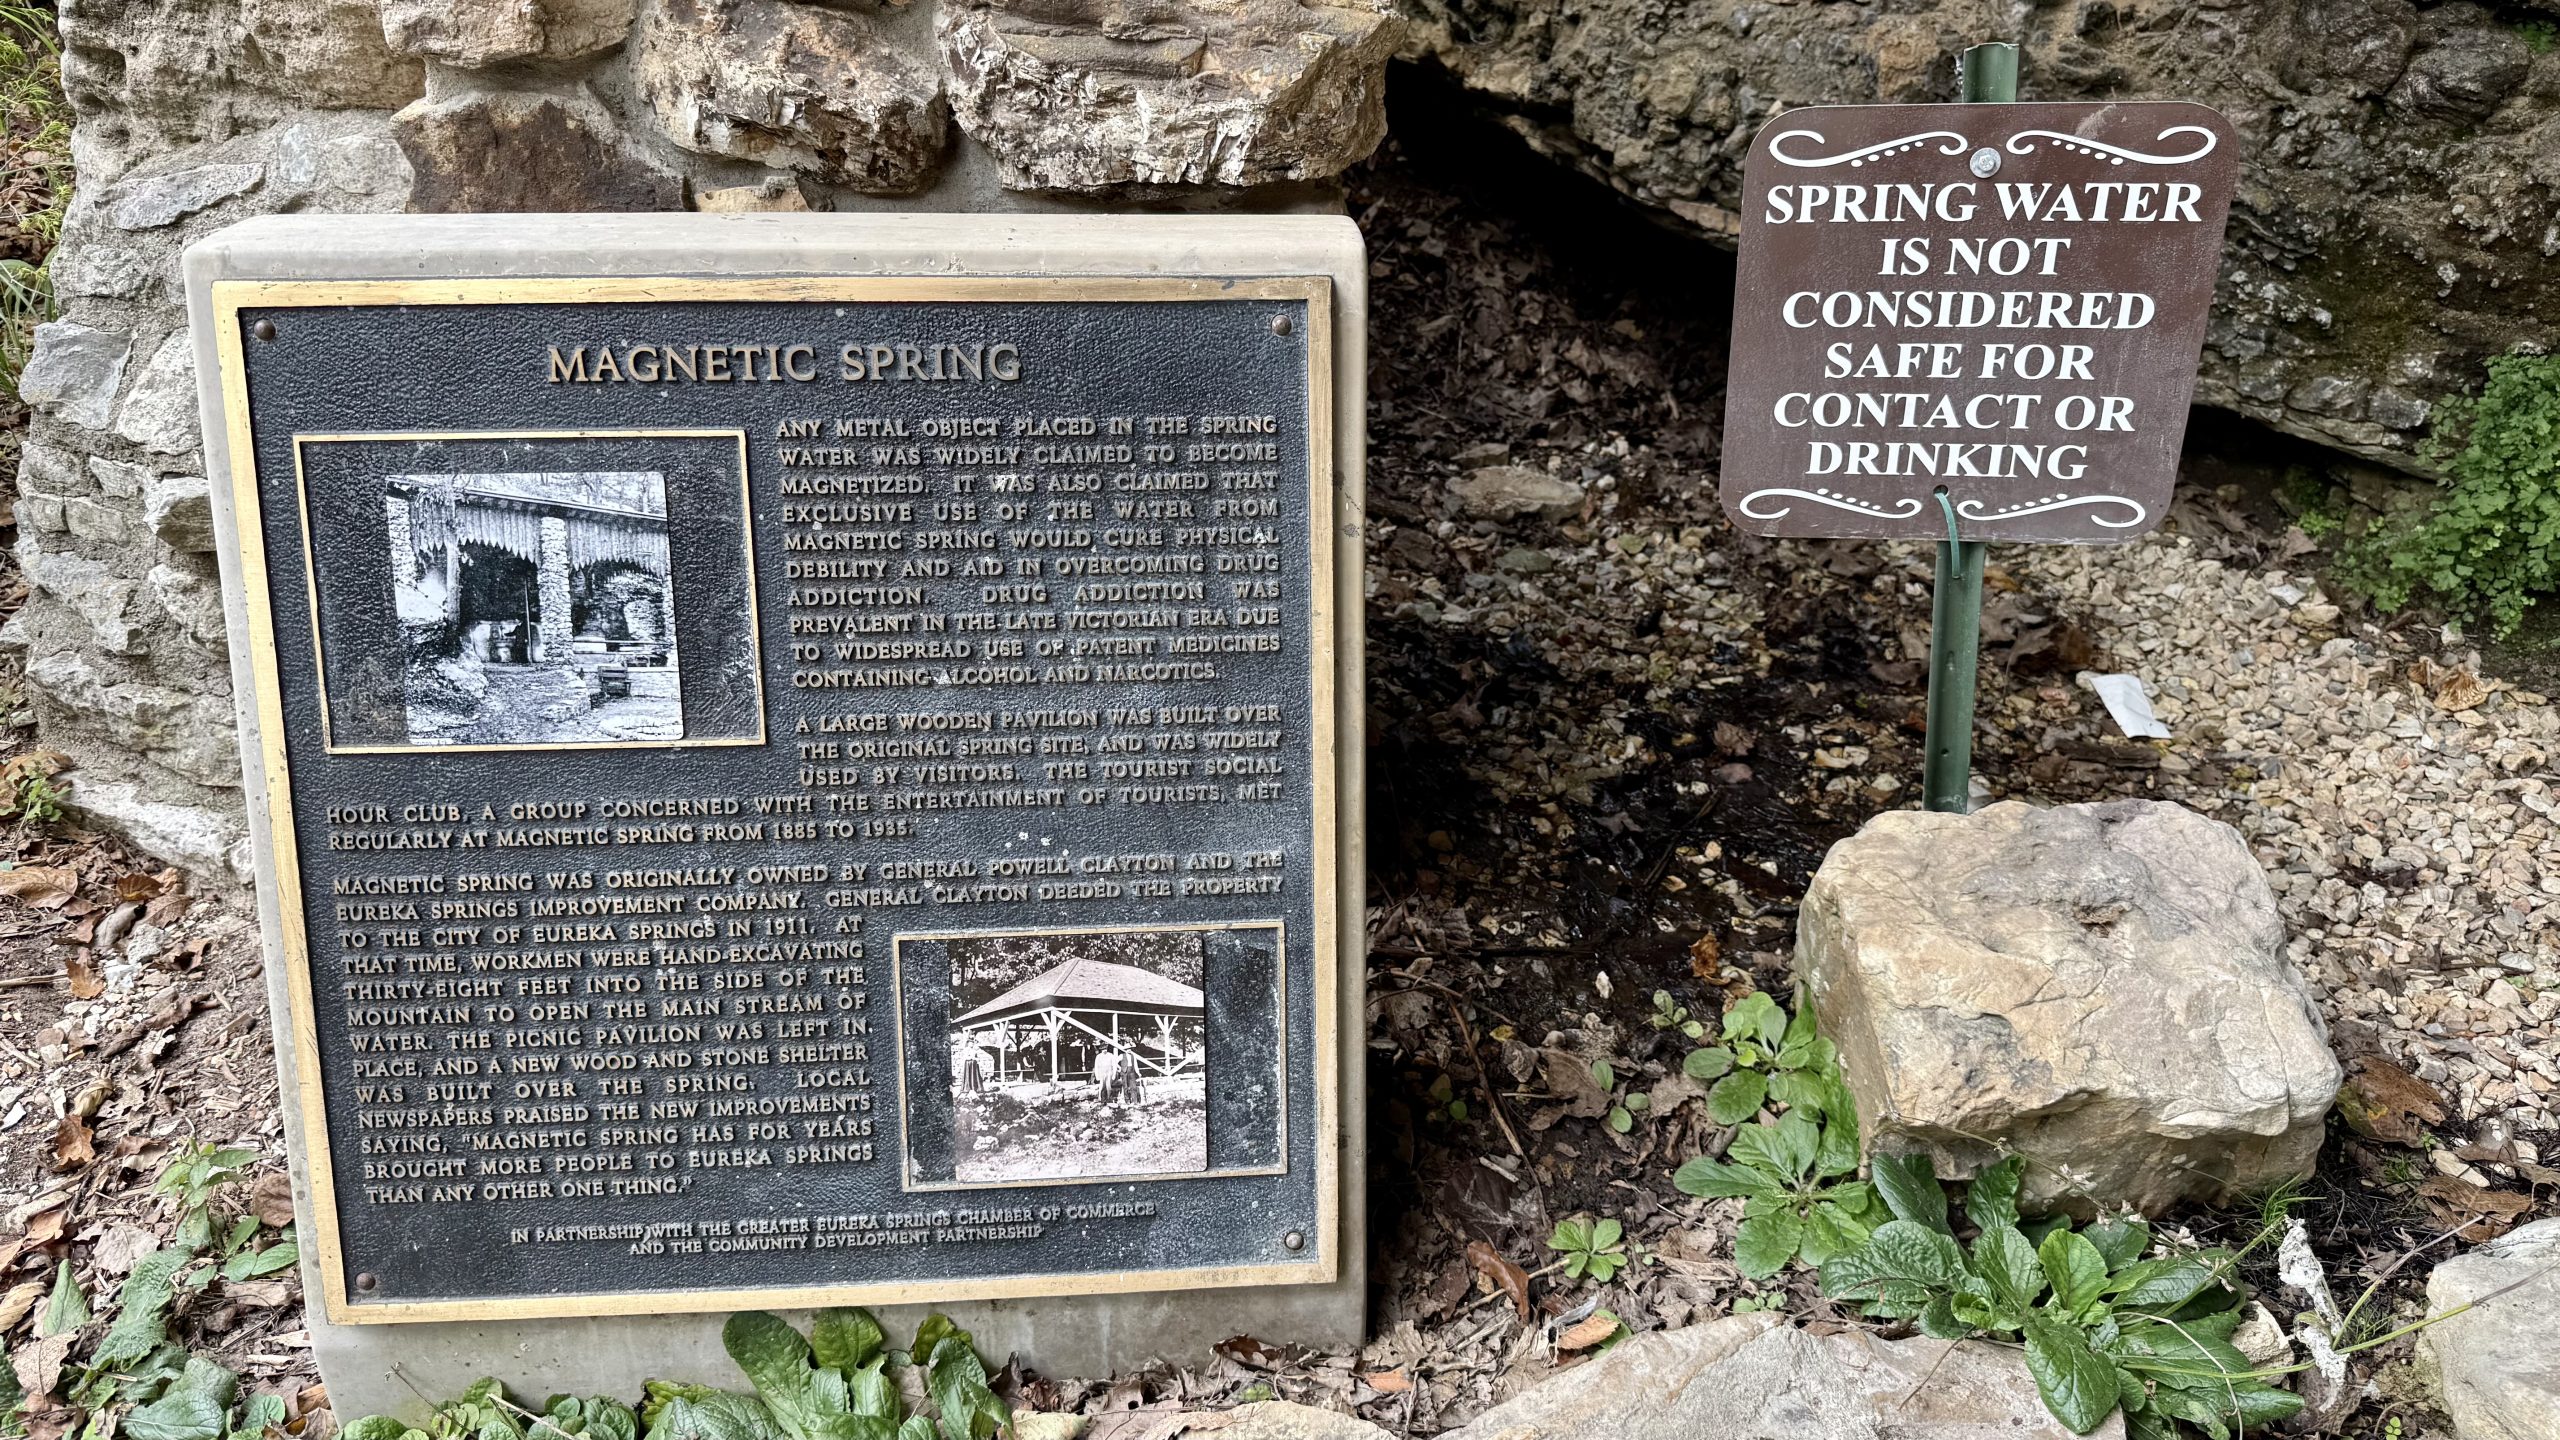 MAGNETIC SPRING
ANY METAL OBJECT PLACED IN THE SPRING
WATER WAS WIDELY CLAIMED TO BECOME
MAGNETIZED. IT WAS ALSO CLAIMED THAT
EXCLUSIVE USE OF THE WATER FROM
MAGNETIC SPRING WOULD CURE PHYSICAL
DEBILITY AND AID IN OVERCOMING DRUG
ADDICTION. DRUG ADDICTION WAS
PREVALENT IN THE LATE VICTORIAN ERA DUE
TO WIDESPREAD USE OF PATENT MEDICINES
CONTAINING ALCOHOL AND NARCOTICS.
A LARGE WOODEN PAVILION WAS BUILT OVER
THE ORIGINAL SPRING SITE, AND WAS WIDELY
USED BY VISITORS. THE TOURIST SOCIAL
HOUR CLUB, A GROUP CONCERNED WITH THE ENTERTAINMENT OF TOURISTS, MET
REGULARLY AT MAGNETIC SPRING FROM 1885 TO 1935.
MAGNETIC SPRING WAS ORIGINALLY OWNED BY GENERAL POWELL CLAYTON AND THE
EUREKA SPRINGS IMPROVEMENT COMPANY. GENERAL CLAYTON DEEDED THE PROPERTY
TO THE CITY OF EUREKA SPRINGS IN 1911. AT
THAT TIME, WORKMEN WERE HAND-EXCAVATING
THIRTY-EIGHT FEET INTO THE SIDE OF THE
MOUNTAIN TO OPEN THE MAIN STREAM OF
WATER. THE PICNIC PAVILION WAS LEFT IN
PLACE, AND A NEW WOOD AND STONE SHELTER
WAS BUILT OVER THE SPRING. LOCAL
NEWSPAPERS PRAISED THE NEW IMPROVEMENTS
SAYING, "MAGNETIC SPRING HAS FOR YEARS
BROUGHT MORE PEOPLE TO EUREKA SPRINGS
THAN ANY OTHER ONE THING."
IN PARTNERSHIP WITH THE GREATER EUREKA SPRINGS CHAMBER OF COMMERCE
AND THE COMMUNITY DEVELOPMENT PARTNERSHIP
SPRING WATER
IS NOT
CONSIDERED
SAFE FOR
CONTACT OR
DRINKING